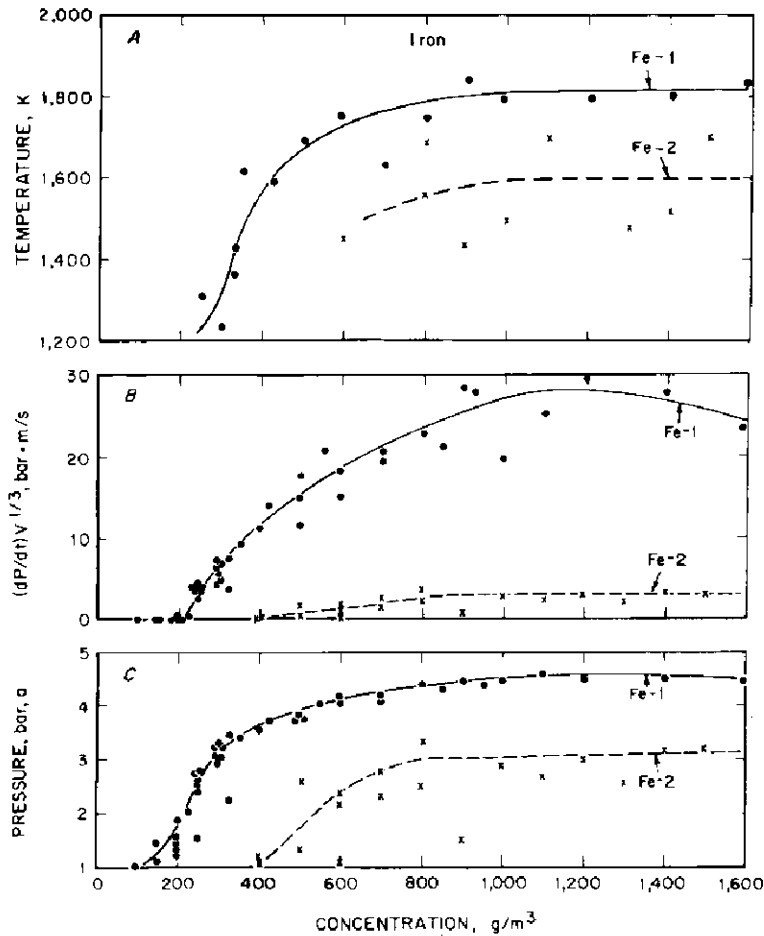 A
Iron
Fe-1
Fe-2
TEMPERATURE, K
2,000
1,800
1,600
1,400
1,200
B
Fe-1
Fe-2
(dP/dt) V 1/3, bar·m/s
30
20
10
0
C
Fe-1
Fe-2
PRESSURE, bar, a
5
4
3
2
1
0 200 400 600 800 1,000 1,200 1,400 1,600
CONCENTRATION, g/m³